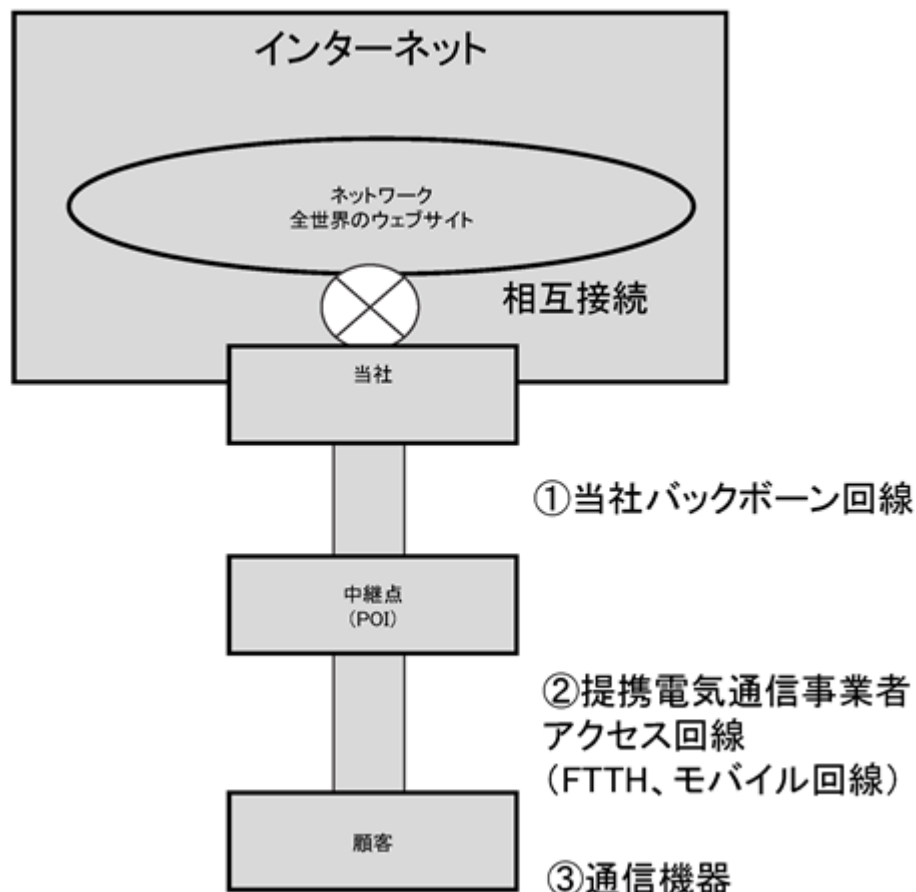 インターネット
ネットワーク
全世界のウェブサイト
相互接続
当社
①当社バックボーン回線
中継点
(POI)
②提携電気通信事業者
アクセス回線
(FTTH、モバイル回線)
顧客
③通信機器